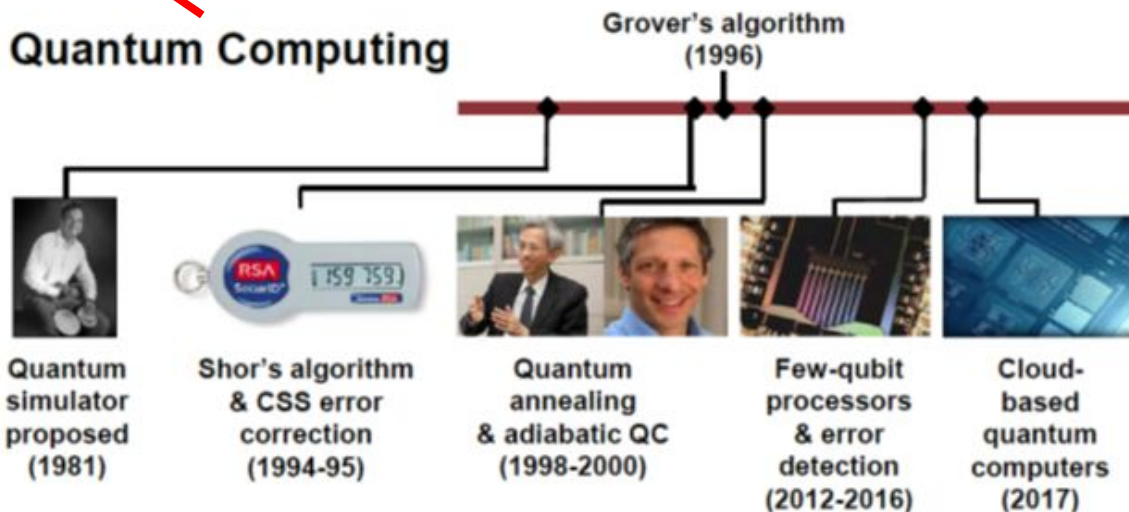 Quantum Computing
Grover's algorithm
(1996)
RSA
SecurID®
159 759
Quantum
simulator
proposed
(1981)
Shor's algorithm
& CSS error
correction
(1994-95)
Quantum
annealing
& adiabatic QC
(1998-2000)
Few-qubit
processors
& error
detection
(2012-2016)
Cloud-
based
quantum
computers
(2017)